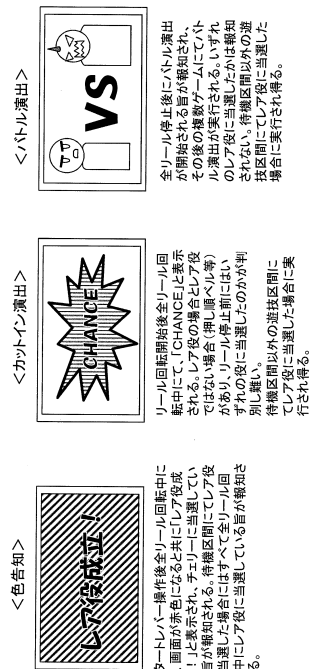 ＜色告知＞
レア役成立！
タートレバー操作後全リール回転中に
、画面が赤色になると共に「レア役成
！」と表示され、チェリーに当選してい
旨が報知される。待機区間にてレア役
当選した場合にはすべて全リール回
中にレア役に当選している旨が報知さ
る。
＜カットイン演出＞
CHANCE
リール回転開始後全リール回
転中にて、「CHANCE」と表示
される。レア役の場合とレア役
ではない場合(押し順ベル等)
があり、リール停止前にはい
ずれの役に当選したのかが判
別し難い。
待機区間以外の遊技区間に
てレア役に当選した場合に実
行され得る。
＜バトル演出＞
VS
全リール停止後にバトル演出
が開始される旨が報知され、
その後の複数ゲームにてバト
ル演出が実行される。いずれ
のレア役に当選したかは報知
されない。待機区間以外の遊
技区間にてレア役に当選した
場合に実行され得る。